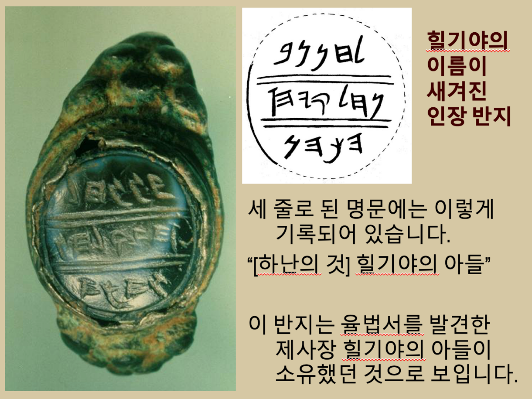 힐기야의
이름이
새겨진
인장 반지
세 줄로 된 명문에는 이렇게
기록되어 있습니다.
“[하난의 것] 힐기야의 아들”
이 반지는 율법서를 발견한
제사장 힐기야의 아들이
소유했던 것으로 보입니다.